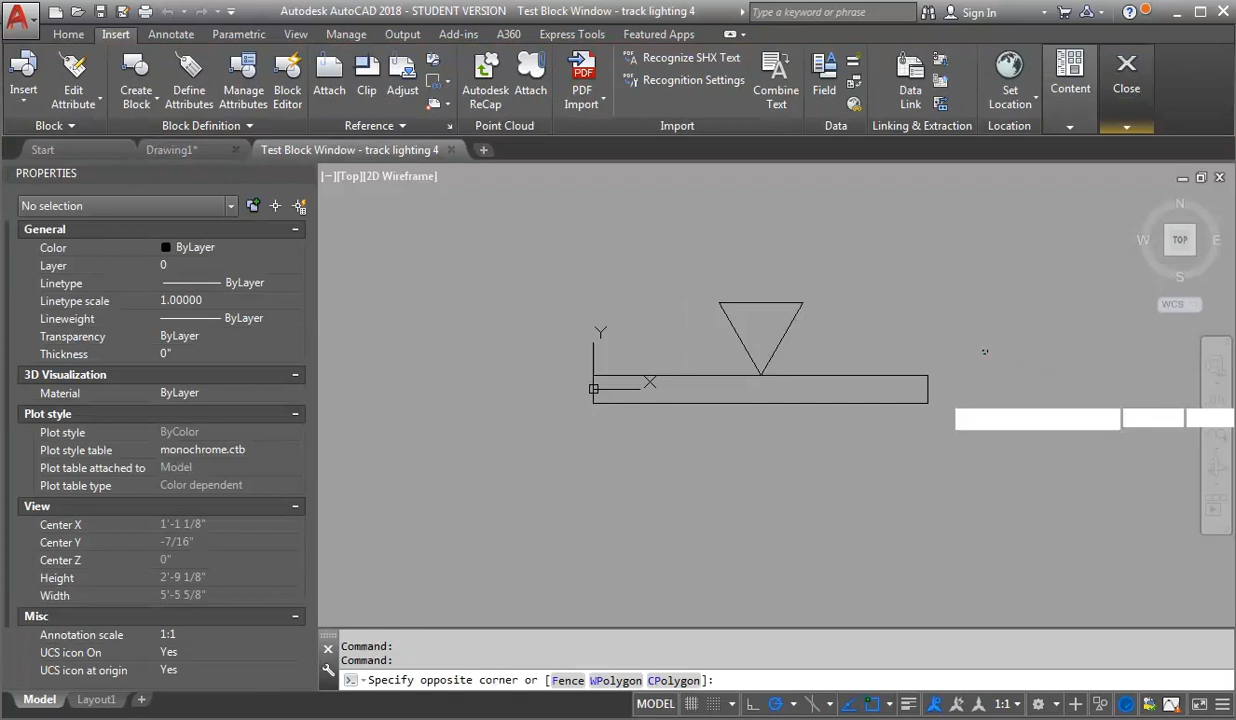 Autodesk AutoCAD 2018 - STUDENT VERSION Test Block Window - track lighting 4 Type a keyword or phrase Sign In
Home Insert Annotate Parametric View Manage Output Add-ins A360 Express Tools Featured Apps
Insert Edit Attribute Create Block Define Attributes Manage Attributes Block Editor Attach Clip Adjust Autodesk ReCap Attach PDF Import Recognize SHX Text Recognition Settings Combine Text Field Data Link Set Location Content Close
Block Block Definition Reference Point Cloud Import Data Linking & Extraction Location
Start Drawing1* Test Block Window - track lighting 4
PROPERTIES
[−][Top][2D Wireframe]
No selection
General
Color ByLayer
Layer 0
Linetype ByLayer
Linetype scale 1.00000
Lineweight ByLayer
Transparency ByLayer
Thickness 0"
3D Visualization
Material ByLayer
Plot style
Plot style ByColor
Plot style table monochrome.ctb
Plot table attached to Model
Plot table type Color dependent
View
Center X 1'-1 1/8"
Center Y -7/16"
Center Z 0"
Height 2'-9 1/8"
Width 5'-5 5/8"
Misc
Annotation scale 1:1
UCS icon On Yes
UCS icon at origin Yes
N
W TOP E
S
WCS
Y
X
Command:
Command:
Specify opposite corner or [Fence WPolygon CPolygon]:
Model Layout1
MODEL 1:1